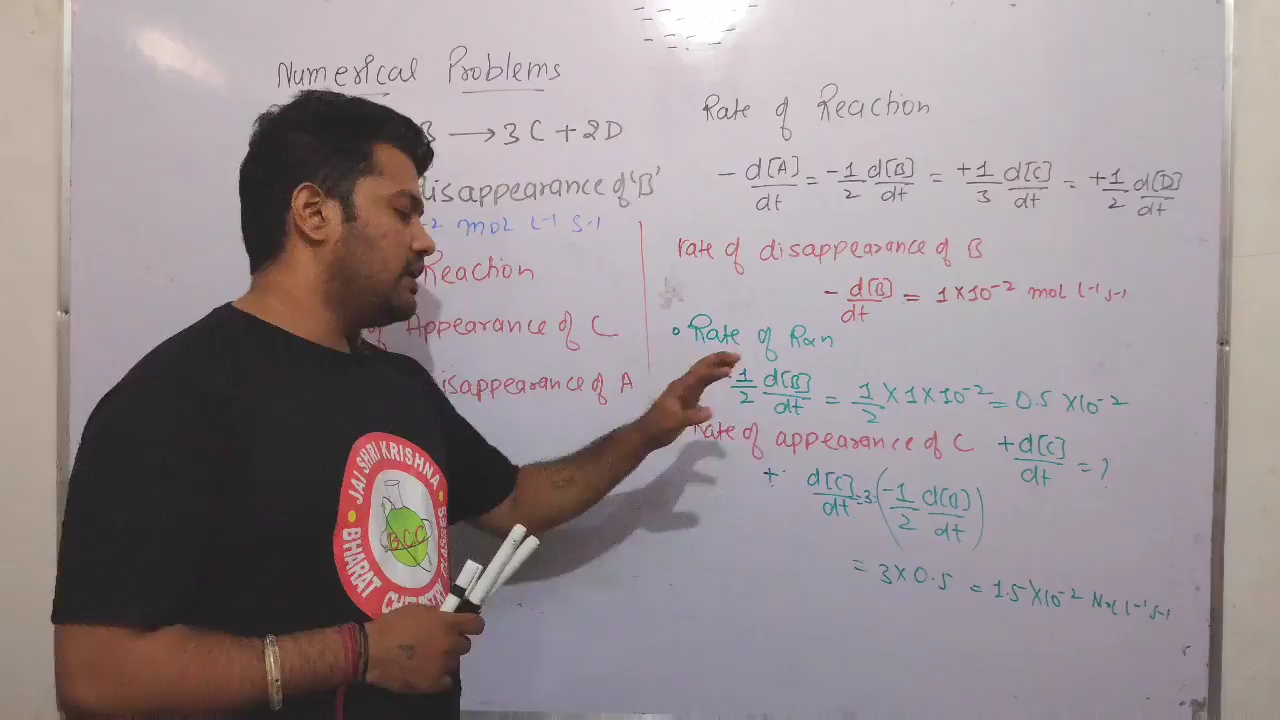 Numerical Problems
B ⟶ 3C + 2D
disappearance of 'B'
-2 mol L-1 S-1
Reaction
of Appearance of C
disappearance of A
Rate of Reaction
- d[A]/dt = -1/2 d[B]/dt = +1/3 d[C]/dt = +1/2 d[D]/dt
rate of disappearance of B
- d[B]/dt = 1×10-2 mol L-1 s-1
• Rate of Rxn
1/2 d[B]/dt = 1/2 × 1×10-2 = 0.5 ×10-2
Rate of appearance of C + d[C]/dt = ?
+ d[C]/dt = 3·(-1/2 d[B]/dt)
= 3×0.5 = 1.5×10-2 Mol L-1 s-1
JAI SHRI KRISHNA
BCC
BHARAT CHEMISTRY CLASSES